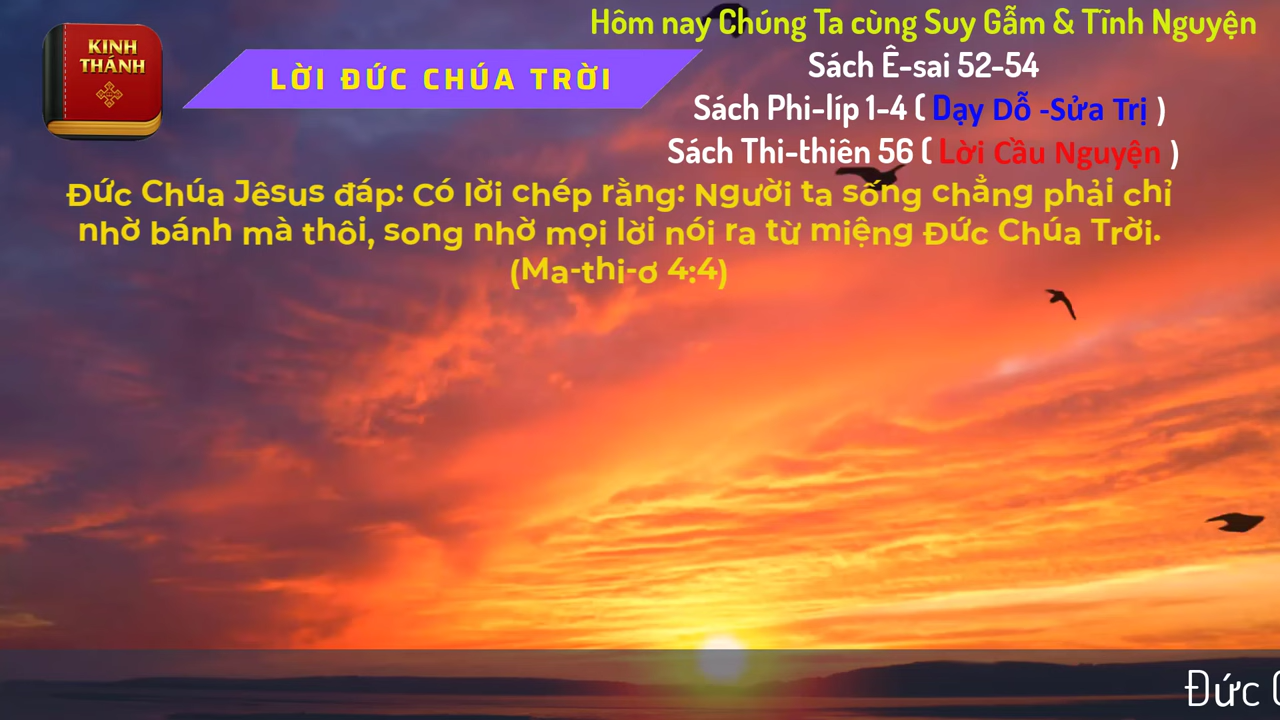 Hôm nay Chúng Ta cùng Suy Gẫm & Tĩnh Nguyện
Sách Ê-sai 52-54
Sách Phi-líp 1-4 ( Dạy Dỗ -Sửa Trị )
Sách Thi-thiên 56 ( Lời Cầu Nguyện )
KINH
THÁNH
LỜI ĐỨC CHÚA TRỜI
Đức Chúa Jêsus đáp: Có lời chép rằng: Người ta sống chẳng phải chỉ
nhờ bánh mà thôi, song nhờ mọi lời nói ra từ miệng Đức Chúa Trời.
(Ma-thi-ơ 4:4)
Đức